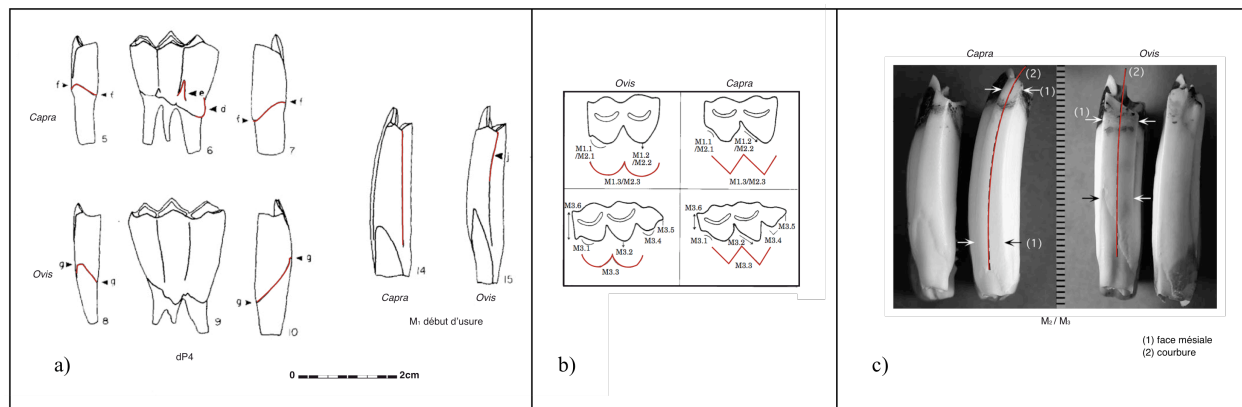 Capra
f
f
5
e
d
6
f
f
7
Ovis
g
g
8
9
g
g
10
dP4
14
Capra
j
15
Ovis
M₁ début d'usure
0
2cm
a)
Ovis
Capra
M1.1
/M2.1
M1.2
/M2.2
M1.3/M2.3
M1.1
/M2.1
M1.2
/M2.2
M1.3/M2.3
M3.6
M3.1
M3.2
M3.4
M3.5
M3.3
M3.6
M3.1
M3.2
M3.4
M3.5
M3.3
b)
Capra
Ovis
(2)
(1)
(1)
(2)
(1)
M₂ / M₃
(1) face mésiale
(2) courbure
c)